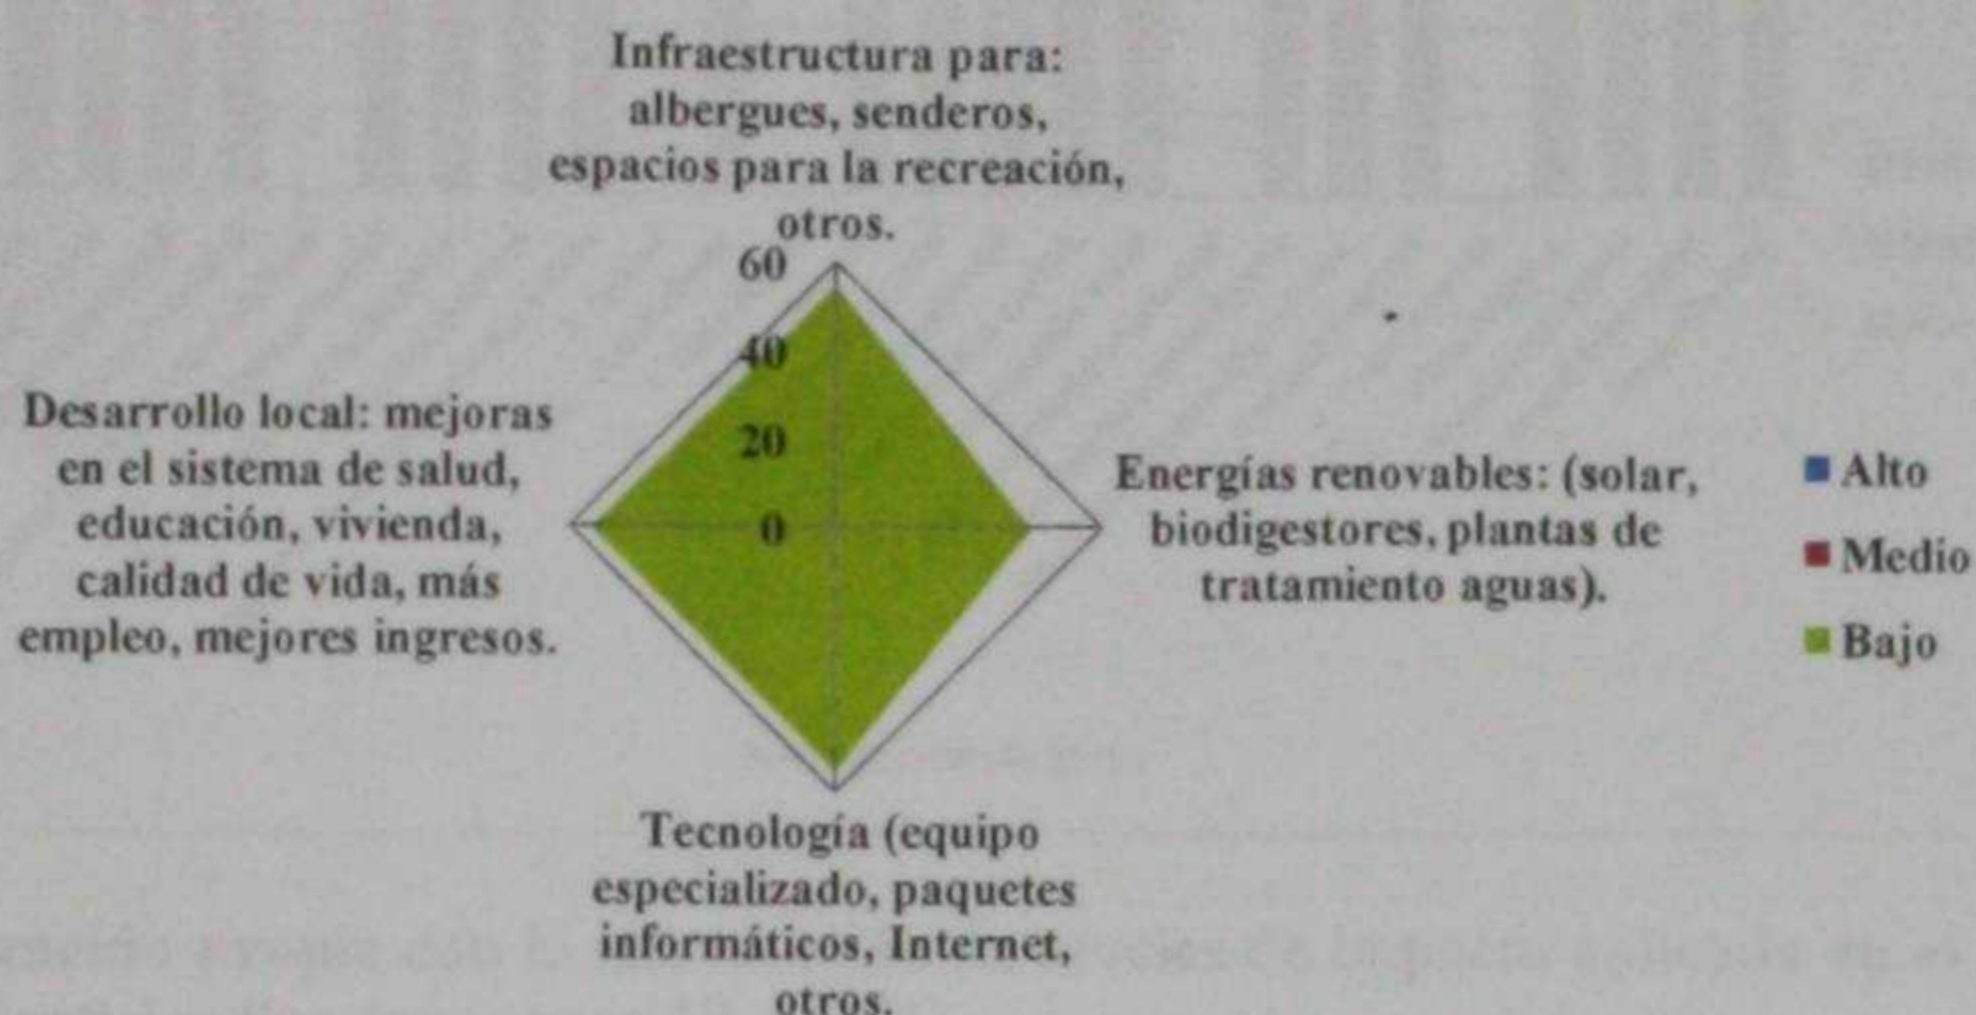 Infraestructura para:
albergues, senderos,
espacios para la recreación,
otros.
60
40
20
0
Desarrollo local: mejoras
en el sistema de salud,
educación, vivienda,
calidad de vida, más
empleo, mejores ingresos.
Energías renovables: (solar,
biodigestores, plantas de
tratamiento aguas).
Alto
Medio
Bajo
Tecnología (equipo
especializado, paquetes
informáticos, Internet,
otros.